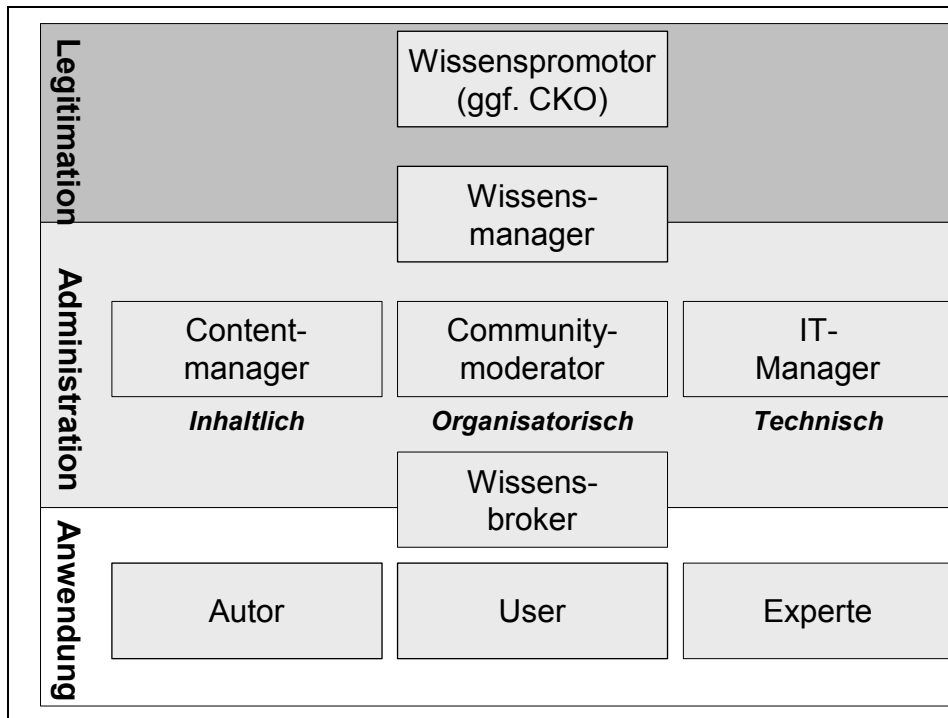 Legitimation
Wissenspromotor
(ggf. CKO)
Wissens-
manager
Administration
Content-
manager
Community-
moderator
IT-
Manager
Inhaltlich
Organisatorisch
Technisch
Wissens-
broker
Anwendung
Autor
User
Experte